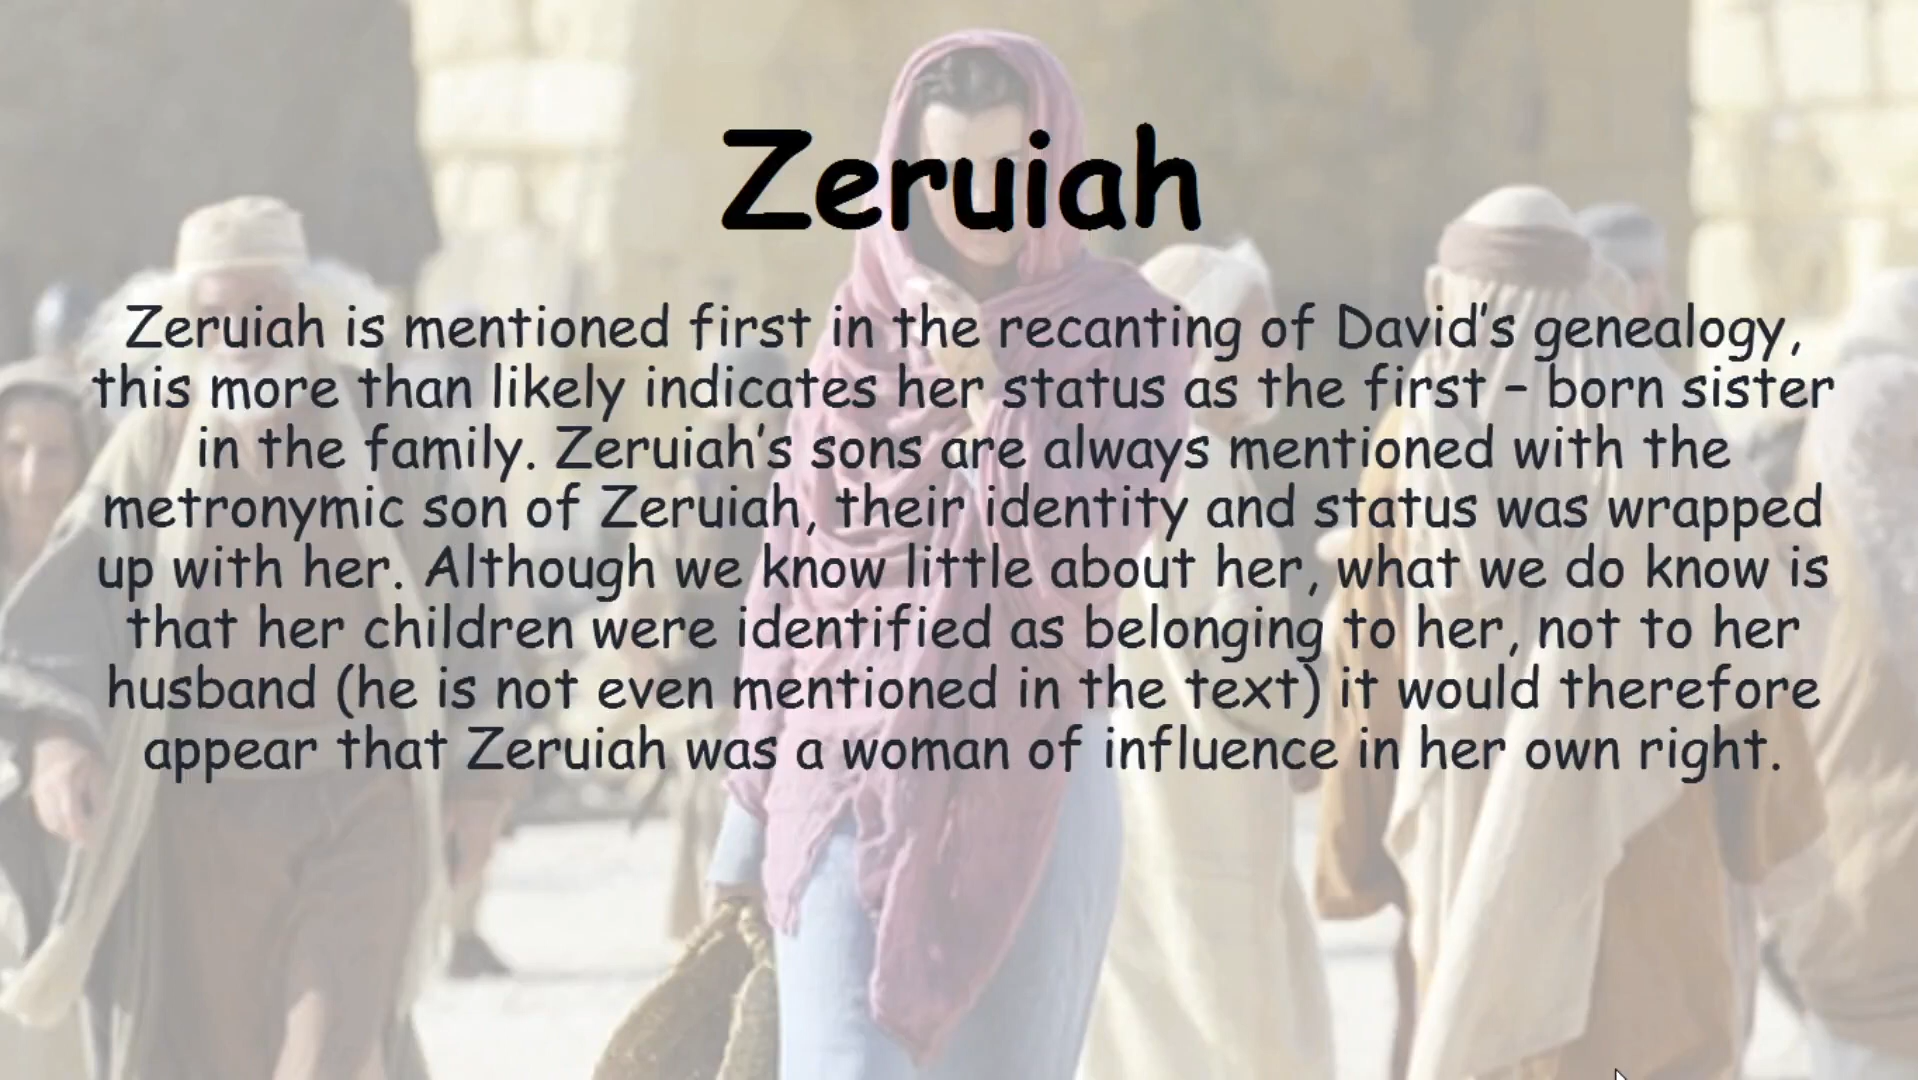 Zeruiah
Zeruiah is mentioned first in the recanting of David's genealogy,
this more than likely indicates her status as the first – born sister
in the family. Zeruiah's sons are always mentioned with the
metronymic son of Zeruiah, their identity and status was wrapped
up with her. Although we know little about her, what we do know is
that her children were identified as belonging to her, not to her
husband (he is not even mentioned in the text) it would therefore
appear that Zeruiah was a woman of influence in her own right.